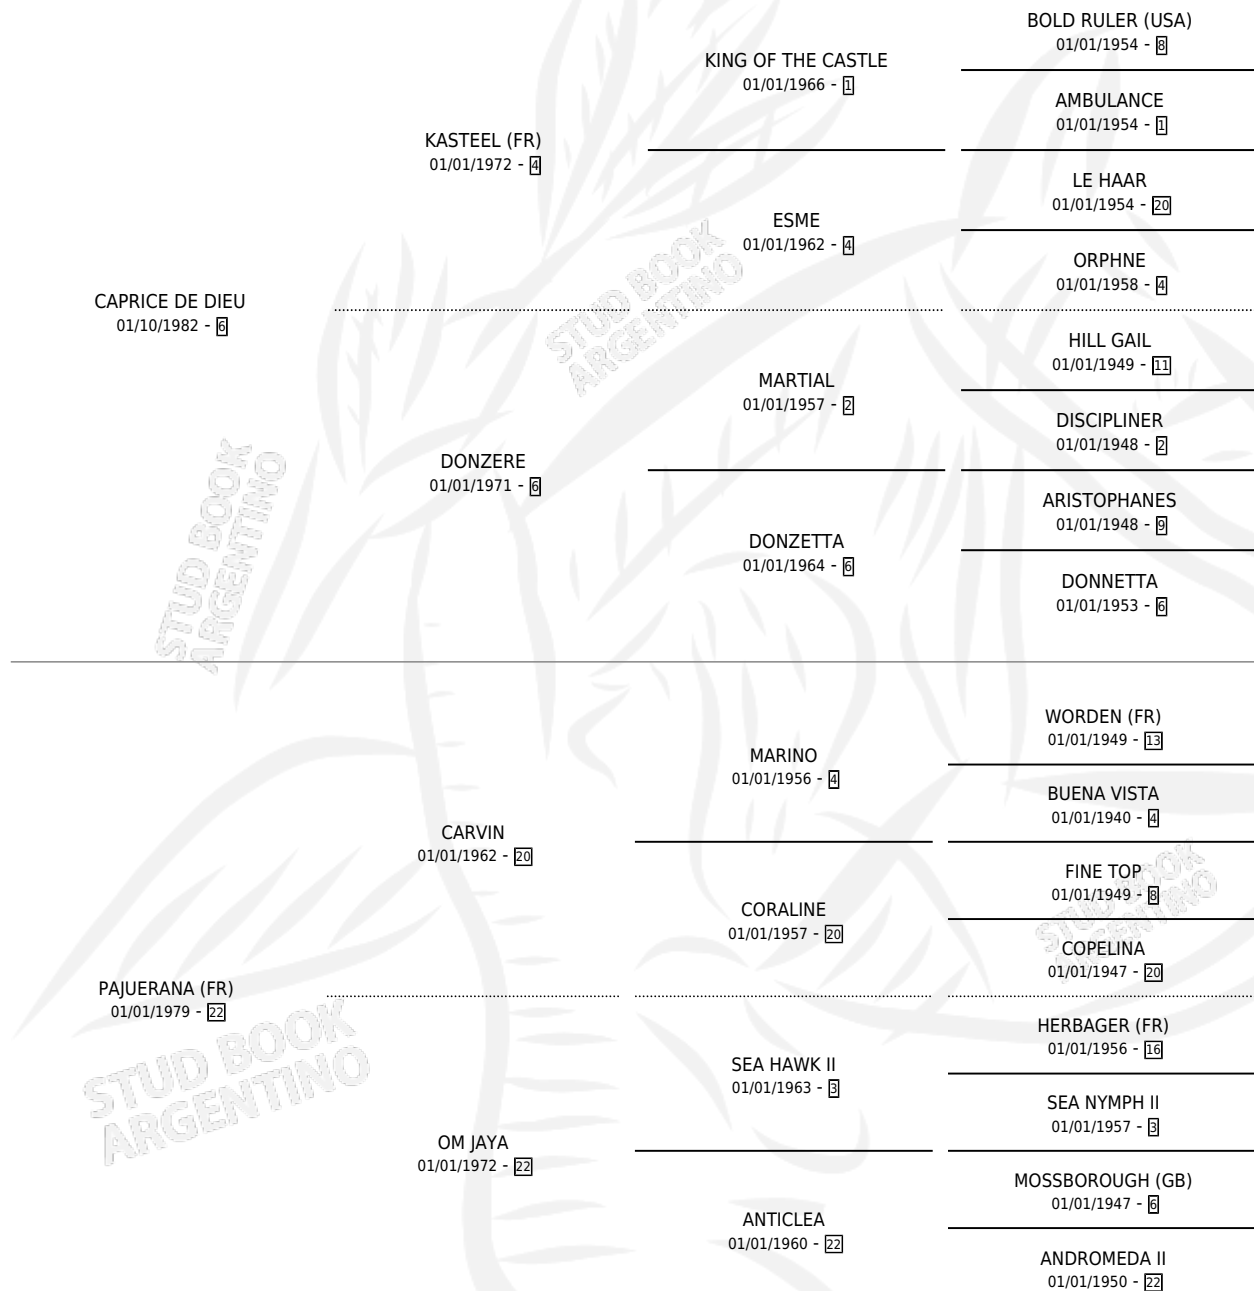 BOLD RULER (USA)
01/01/1954 - 8
KING OF THE CASTLE
01/01/1966 - 1
AMBULANCE
01/01/1954 - 1
KASTEEL (FR)
01/01/1972 - 4
LE HAAR
01/01/1954 - 20
ESME
01/01/1962 - 4
ORPHNE
01/01/1958 - 4
CAPRICE DE DIEU
01/10/1982 - 6
HILL GAIL
01/01/1949 - 11
MARTIAL
01/01/1957 - 2
DISCIPLINER
01/01/1948 - 2
DONZERE
01/01/1971 - 6
ARISTOPHANES
01/01/1948 - 9
DONZETTA
01/01/1964 - 6
DONNETTA
01/01/1953 - 6
STUD BOOK
ARGENTINO
STUD BOOK
ARGENTINO
WORDEN (FR)
01/01/1949 - 13
MARINO
01/01/1956 - 4
BUENA VISTA
01/01/1940 - 4
CARVIN
01/01/1962 - 20
FINE TOP
01/01/1949 - 8
CORALINE
01/01/1957 - 20
COPELINA
01/01/1947 - 20
PAJUERANA (FR)
01/01/1979 - 22
HERBAGER (FR)
01/01/1956 - 16
SEA HAWK II
01/01/1963 - 3
SEA NYMPH II
01/01/1957 - 3
OM JAYA
01/01/1972 - 22
MOSSBOROUGH (GB)
01/01/1947 - 6
ANTICLEA
01/01/1960 - 22
ANDROMEDA II
01/01/1950 - 22
STUD BOOK
ARGENTINO
STUD BOOK
ARGENTINO